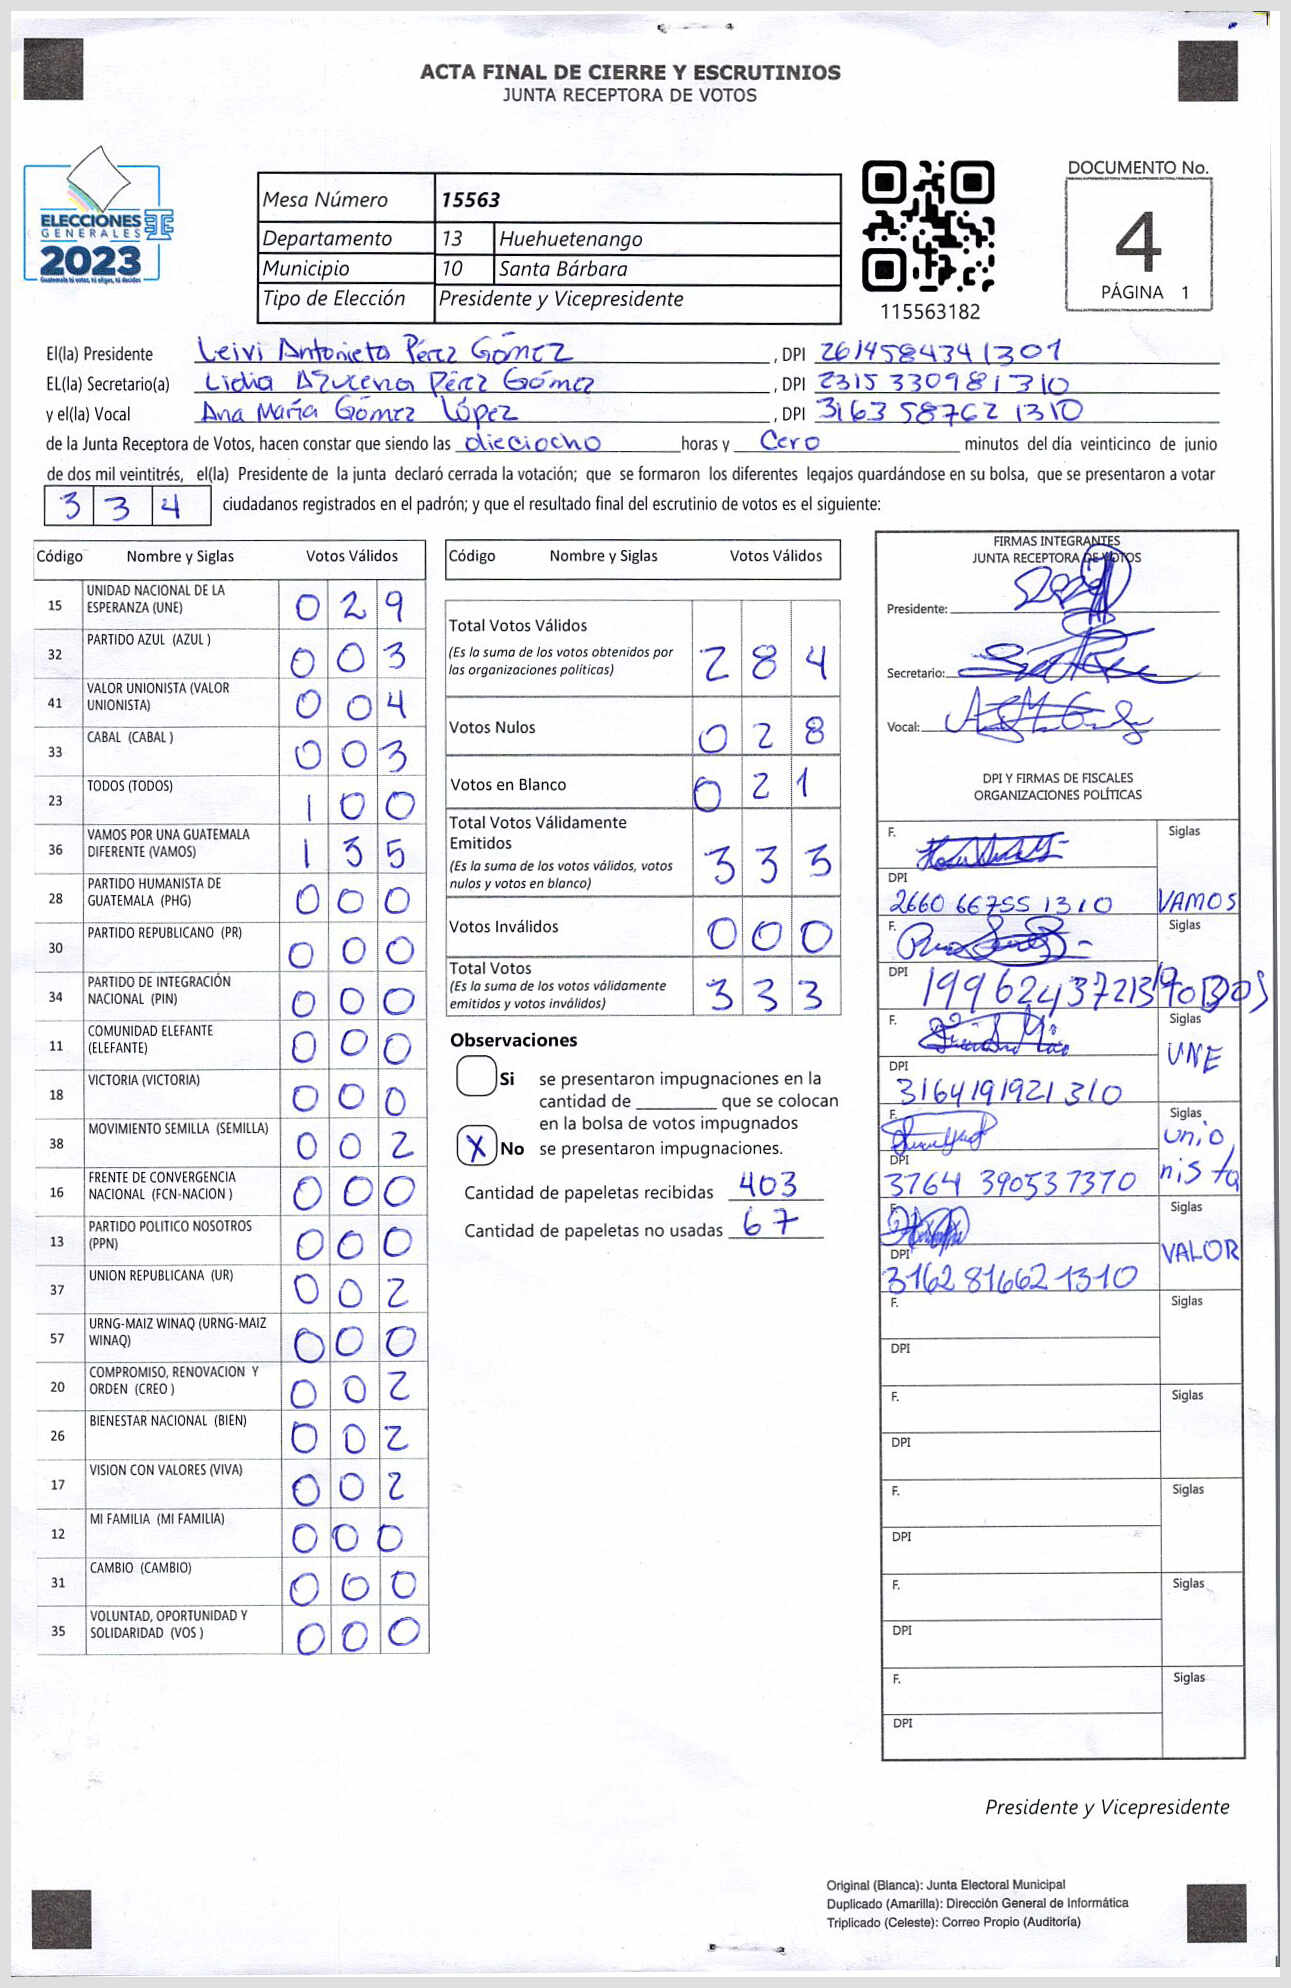 ACTA FINAL DE CIERRE Y ESCRUTINIOS
JUNTA RECEPTORA DE VOTOS
ELECCIONES
GENERALES
2023
Guatemala tú votas, tú eliges, tú decides
Mesa Número 15563
Departamento 13 Huehuetenango
Municipio 10 Santa Bárbara
Tipo de Elección Presidente y Vicepresidente
115563182
DOCUMENTO No.
4
PÁGINA 1
El(la) Presidente Leivi Antonieta Pérez Gómez , DPI 2614584341301
EL(la) Secretario(a) Lidia Azucena Pérez Gómez , DPI 2315330981310
y el(la) Vocal Ana María Gómez López , DPI 3163587621310
de la Junta Receptora de Votos, hacen constar que siendo las dieciocho horas y Cero minutos del día veinticinco de junio
de dos mil veintitrés, el(la) Presidente de la junta declaró cerrada la votación; que se formaron los diferentes legajos guardándose en su bolsa, que se presentaron a votar
334 ciudadanos registrados en el padrón; y que el resultado final del escrutinio de votos es el siguiente:
Código Nombre y Siglas Votos Válidos
15 UNIDAD NACIONAL DE LA
ESPERANZA (UNE) 029
32 PARTIDO AZUL (AZUL ) 003
41 VALOR UNIONISTA (VALOR
UNIONISTA) 004
33 CABAL (CABAL ) 003
23 TODOS (TODOS) 100
36 VAMOS POR UNA GUATEMALA
DIFERENTE (VAMOS) 135
28 PARTIDO HUMANISTA DE
GUATEMALA (PHG) 000
30 PARTIDO REPUBLICANO (PR) 000
34 PARTIDO DE INTEGRACIÓN
NACIONAL (PIN) 000
11 COMUNIDAD ELEFANTE
(ELEFANTE) 000
18 VICTORIA (VICTORIA) 000
38 MOVIMIENTO SEMILLA (SEMILLA) 002
16 FRENTE DE CONVERGENCIA
NACIONAL (FCN-NACION ) 000
13 PARTIDO POLITICO NOSOTROS
(PPN) 000
37 UNION REPUBLICANA (UR) 002
57 URNG-MAIZ WINAQ (URNG-MAIZ
WINAQ) 000
20 COMPROMISO, RENOVACION Y
ORDEN (CREO ) 002
26 BIENESTAR NACIONAL (BIEN) 002
17 VISION CON VALORES (VIVA) 002
12 MI FAMILIA (MI FAMILIA) 000
31 CAMBIO (CAMBIO) 000
35 VOLUNTAD, OPORTUNIDAD Y
SOLIDARIDAD (VOS ) 000
Código Nombre y Siglas Votos Válidos
Total Votos Válidos
(Es la suma de los votos obtenidos por
las organizaciones políticas) 284
Votos Nulos 028
Votos en Blanco 021
Total Votos Válidamente
Emitidos
(Es la suma de los votos válidos, votos
nulos y votos en blanco) 333
Votos Inválidos 000
Total Votos
(Es la suma de los votos válidamente
emitidos y votos inválidos) 333
Observaciones
Si se presentaron impugnaciones en la
cantidad de ________ que se colocan
en la bolsa de votos impugnados
X No se presentaron impugnaciones.
Cantidad de papeletas recibidas 403
Cantidad de papeletas no usadas 67
FIRMAS INTEGRANTES
JUNTA RECEPTORA DE VOTOS
Presidente:
Secretario:
Vocal:
DPI Y FIRMAS DE FISCALES
ORGANIZACIONES POLÍTICAS
F. Siglas
DPI
2660 66755 1310 VAMOS
F. Siglas
DPI
TODOS
F. Siglas
UNE
DPI
3164191921310
F. Siglas
unio
nista
DPI
3764 390537370
F. Siglas
VALOR
DPI
3162 81662 1310
F. Siglas
DPI
F. Siglas
DPI
F. Siglas
DPI
F. Siglas
DPI
F. Siglas
DPI
Presidente y Vicepresidente
Original (Blanca): Junta Electoral Municipal
Duplicado (Amarilla): Dirección General de Informática
Triplicado (Celeste): Correo Propio (Auditoría)